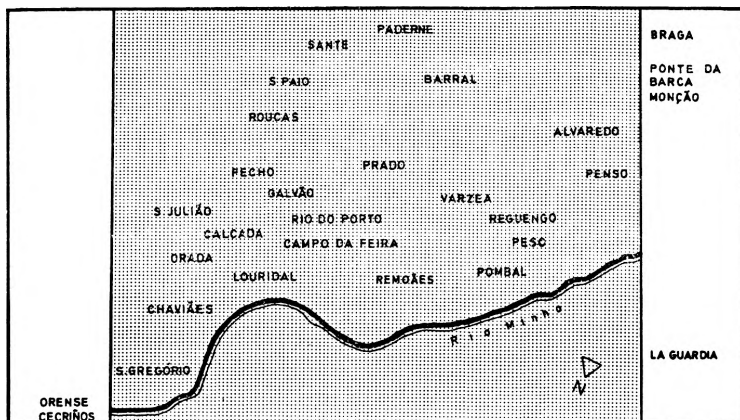 PADERNE
SANTE
BRAGA
S PAIO
BARRAL
PONTE DA
BARCA
MONÇÃO
ROUCAS
ALVAREDO
PRADO
FECHO
PENSO
GALVÃO
VARZEA
S. JULIÃO
RIO DO PORTO
REGUENGO
CALÇADA
CAMPO DA FEIRA
PESO
ORADA
LOURIDAL
REMOÃES
POMBAL
CHAVIÃES
Rio Minho
LA GUARDIA
S.GREGÓRIO
N
ORENSE
CECRIÑOS